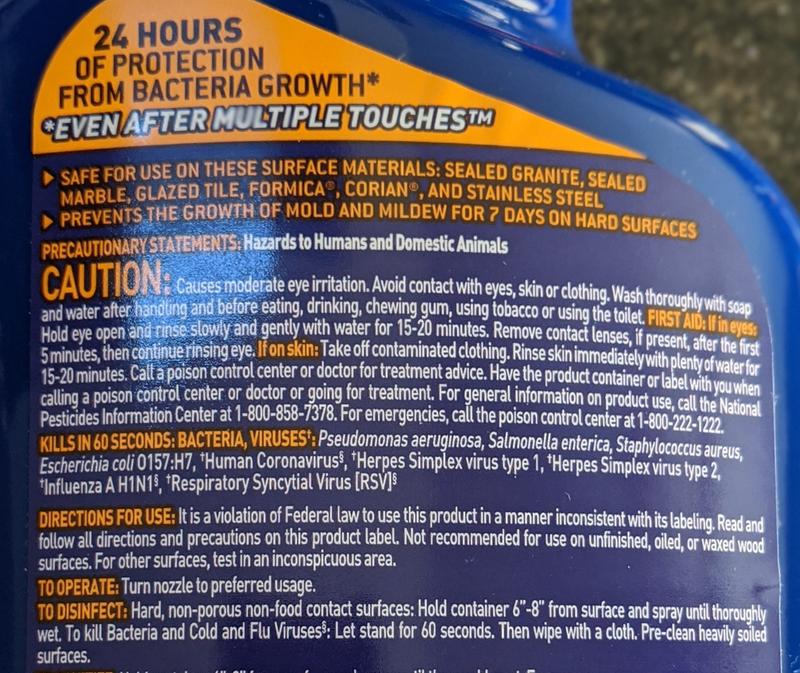 24 HOURS
OF PROTECTION
FROM BACTERIA GROWTH*
*EVEN AFTER MULTIPLE TOUCHES™
▶ SAFE FOR USE ON THESE SURFACE MATERIALS: SEALED GRANITE, SEALED
MARBLE, GLAZED TILE, FORMICA®, CORIAN®, AND STAINLESS STEEL
▶ PREVENTS THE GROWTH OF MOLD AND MILDEW FOR 7 DAYS ON HARD SURFACES
PRECAUTIONARY STATEMENTS: Hazards to Humans and Domestic Animals
CAUTION: Causes moderate eye irritation. Avoid contact with eyes, skin or clothing. Wash thoroughly with soap
and water after handling and before eating, drinking, chewing gum, using tobacco or using the toilet. FIRST AID: If in eyes:
Hold eye open and rinse slowly and gently with water for 15-20 minutes. Remove contact lenses, if present, after the first
5 minutes, then continue rinsing eye. If on skin: Take off contaminated clothing. Rinse skin immediately with plenty of water for
15-20 minutes. Call a poison control center or doctor for treatment advice. Have the product container or label with you when
calling a poison control center or doctor or going for treatment. For general information on product use, call the National
Pesticides Information Center at 1-800-858-7378. For emergencies, call the poison control center at 1-800-222-1222.
KILLS IN 60 SECONDS: BACTERIA, VIRUSES†: Pseudomonas aeruginosa, Salmonella enterica, Staphylococcus aureus,
Escherichia coli O157:H7, †Human Coronavirus§, †Herpes Simplex virus type 1, †Herpes Simplex virus type 2,
†Influenza A H1N1§, †Respiratory Syncytial Virus [RSV]§
DIRECTIONS FOR USE: It is a violation of Federal law to use this product in a manner inconsistent with its labeling. Read and
follow all directions and precautions on this product label. Not recommended for use on unfinished, oiled, or waxed wood
surfaces. For other surfaces, test in an inconspicuous area.
TO OPERATE: Turn nozzle to preferred usage.
TO DISINFECT: Hard, non-porous non-food contact surfaces: Hold container 6"-8" from surface and spray until thoroughly
wet. To kill Bacteria and Cold and Flu Viruses§: Let stand for 60 seconds. Then wipe with a cloth. Pre-clean heavily soiled
surfaces.